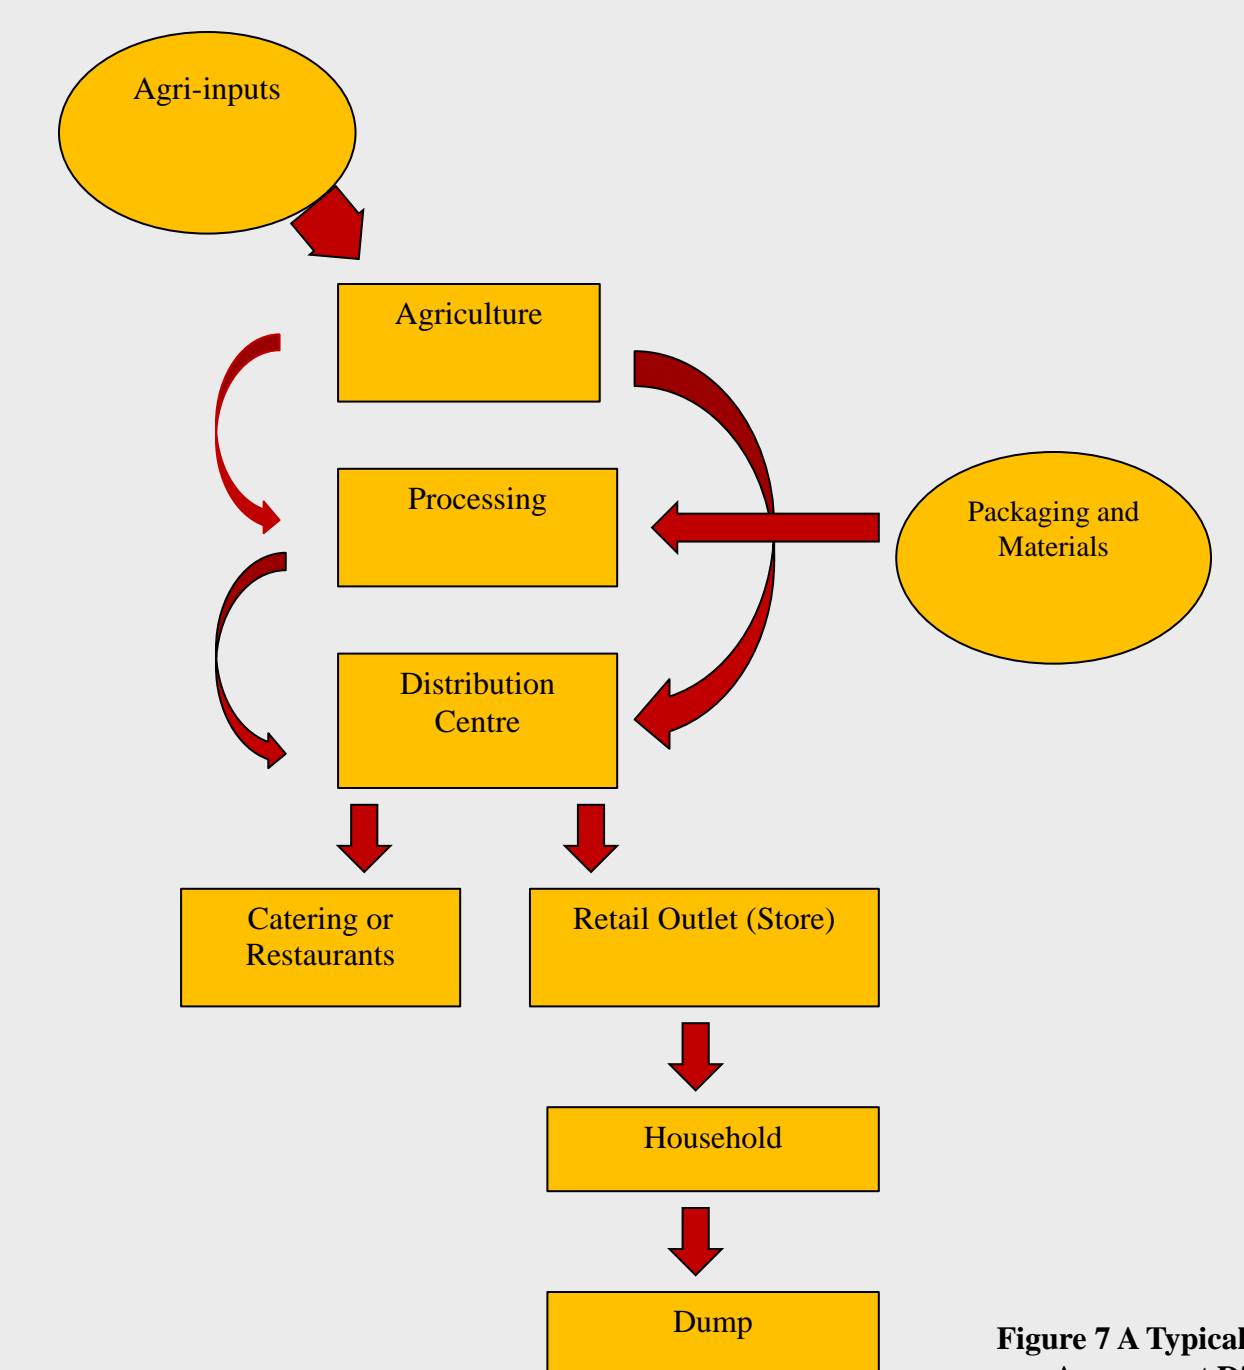 Agri-inputs
Agriculture
Processing
Packaging and
Materials
Distribution
Centre
Catering or
Restaurants
Retail Outlet (Store)
Household
Dump
Figure 7 A Typical